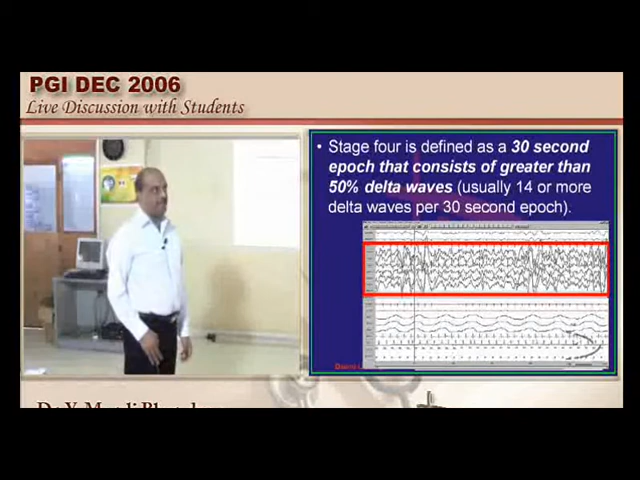 PGI DEC 2006
Live Discussion with Students
• Stage four is defined as a 30 second
epoch that consists of greater than
50% delta waves (usually 14 or more
delta waves per 30 second epoch).